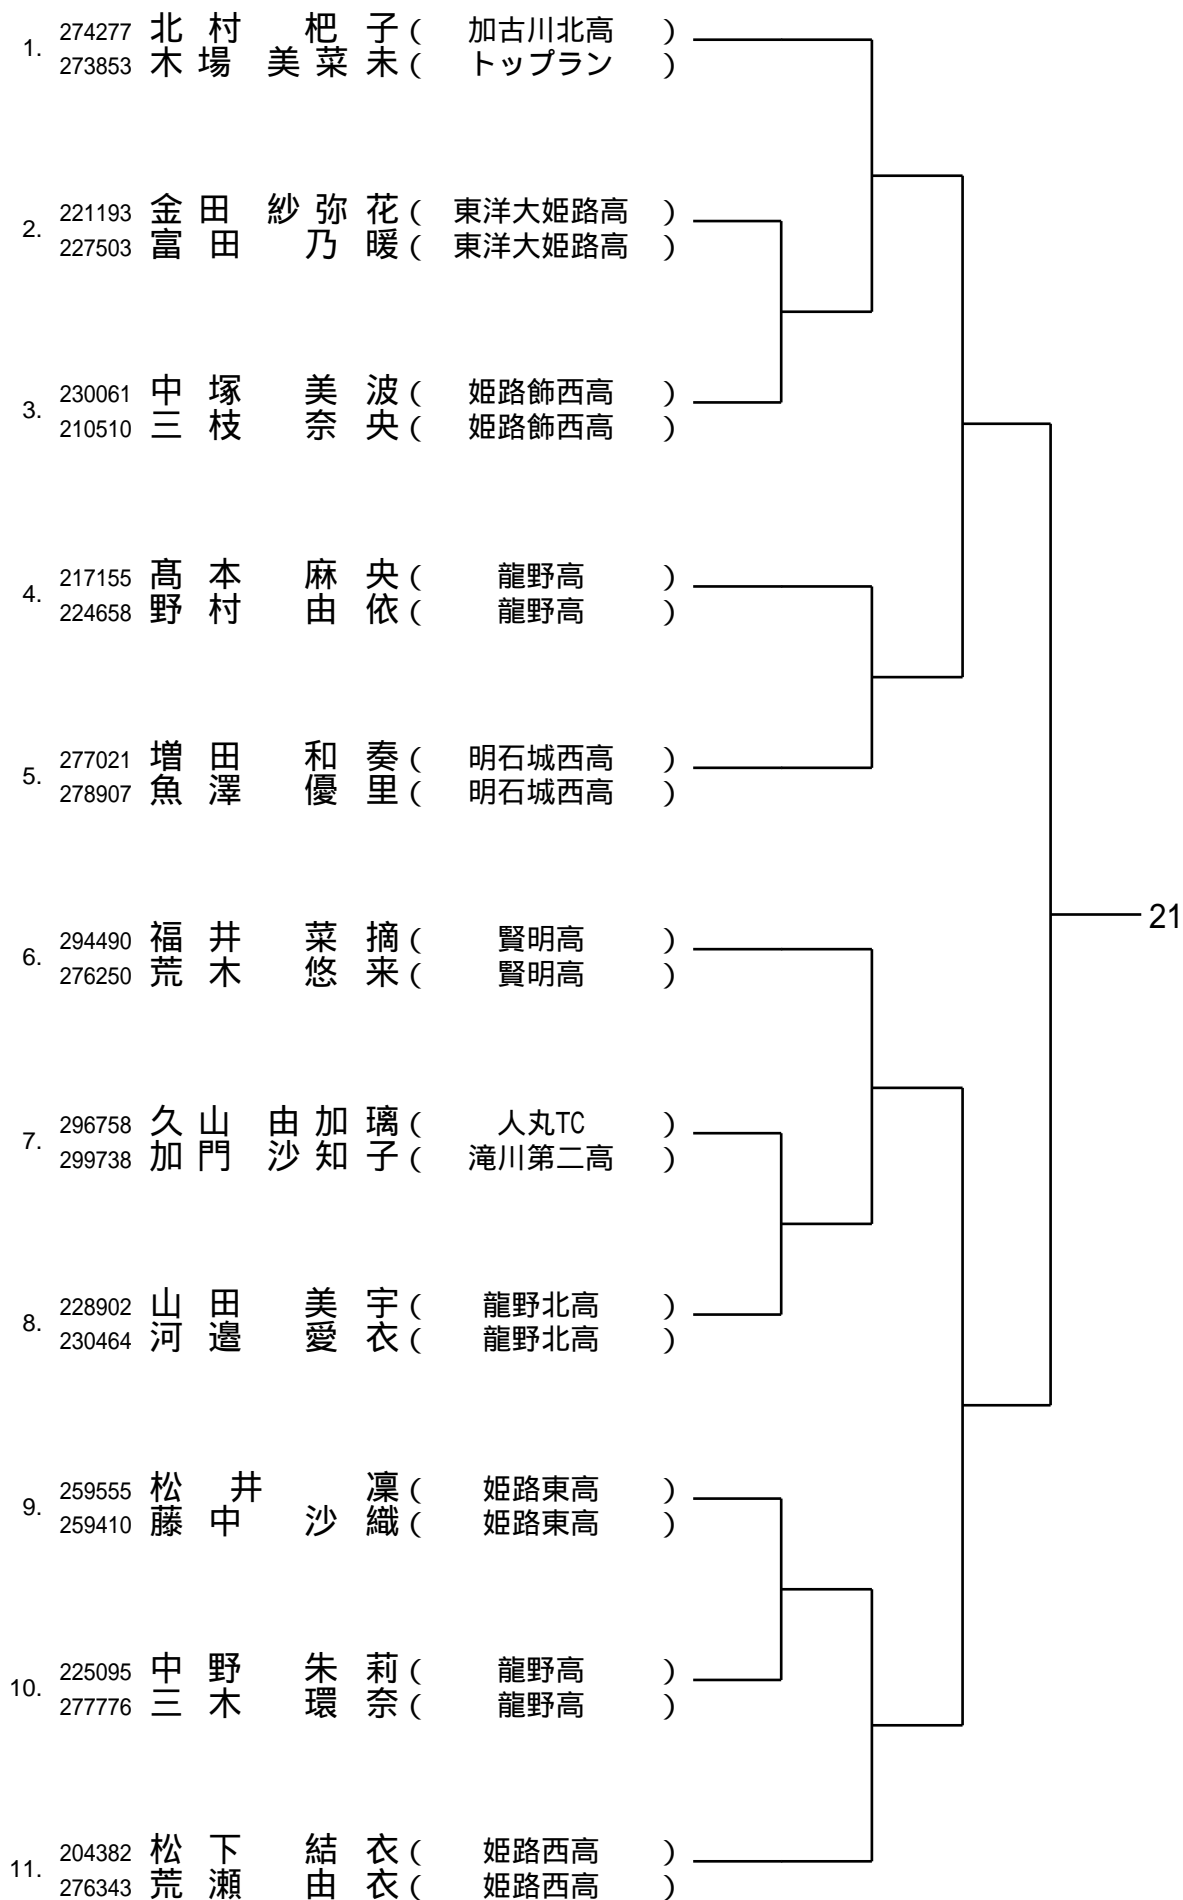 1. 274277 北村 杷子 ( 加古川北高 )
273853 木場 美菜未 ( トップラン )
2. 221193 金田 紗弥花 ( 東洋大姫路高 )
227503 富田 乃暖 ( 東洋大姫路高 )
3. 230061 中塚 美波 ( 姫路飾西高 )
210510 三枝 奈央 ( 姫路飾西高 )
4. 217155 髙本 麻央 ( 龍野高 )
224658 野村 由依 ( 龍野高 )
5. 277021 増田 和奏 ( 明石城西高 )
278907 魚澤 優里 ( 明石城西高 )
21
6. 294490 福井 菜摘 ( 賢明高 )
276250 荒木 悠来 ( 賢明高 )
7. 296758 久山 由加璃 ( 人丸TC )
299738 加門 沙知子 ( 滝川第二高 )
8. 228902 山田 美宇 ( 龍野北高 )
230464 河邉 愛衣 ( 龍野北高 )
9. 259555 松井 凜 ( 姫路東高 )
259410 藤中 沙織 ( 姫路東高 )
10. 225095 中野 朱莉 ( 龍野高 )
277776 三木 環奈 ( 龍野高 )
11. 204382 松下 結衣 ( 姫路西高 )
276343 荒瀬 由衣 ( 姫路西高 )